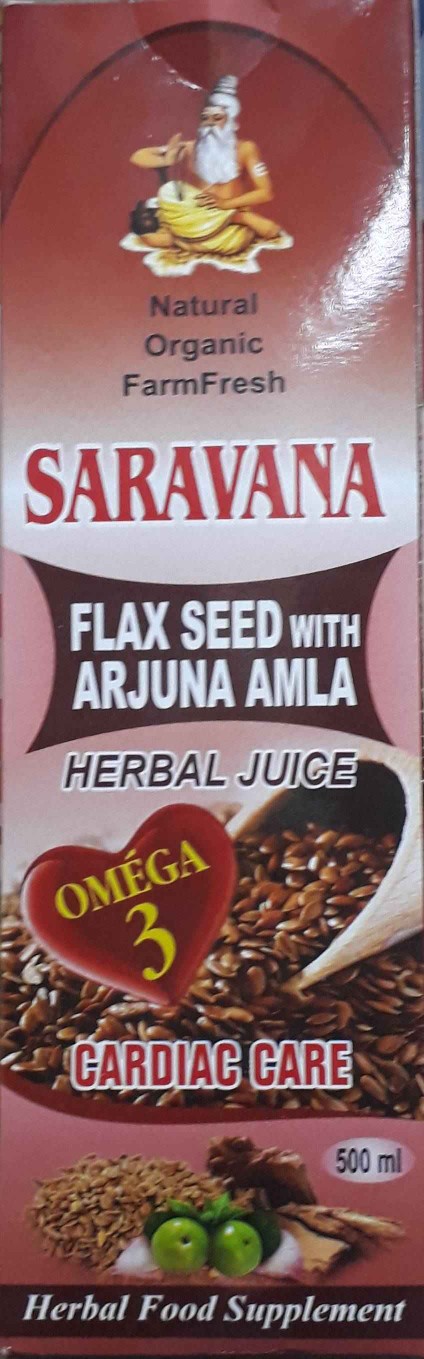 Natural
Organic
FarmFresh
SARAVANA
FLAX SEED WITH
ARJUNA AMLA
HERBAL JUICE
OMÉGA
3
CARDIAC CARE
500 ml
Herbal Food Supplement